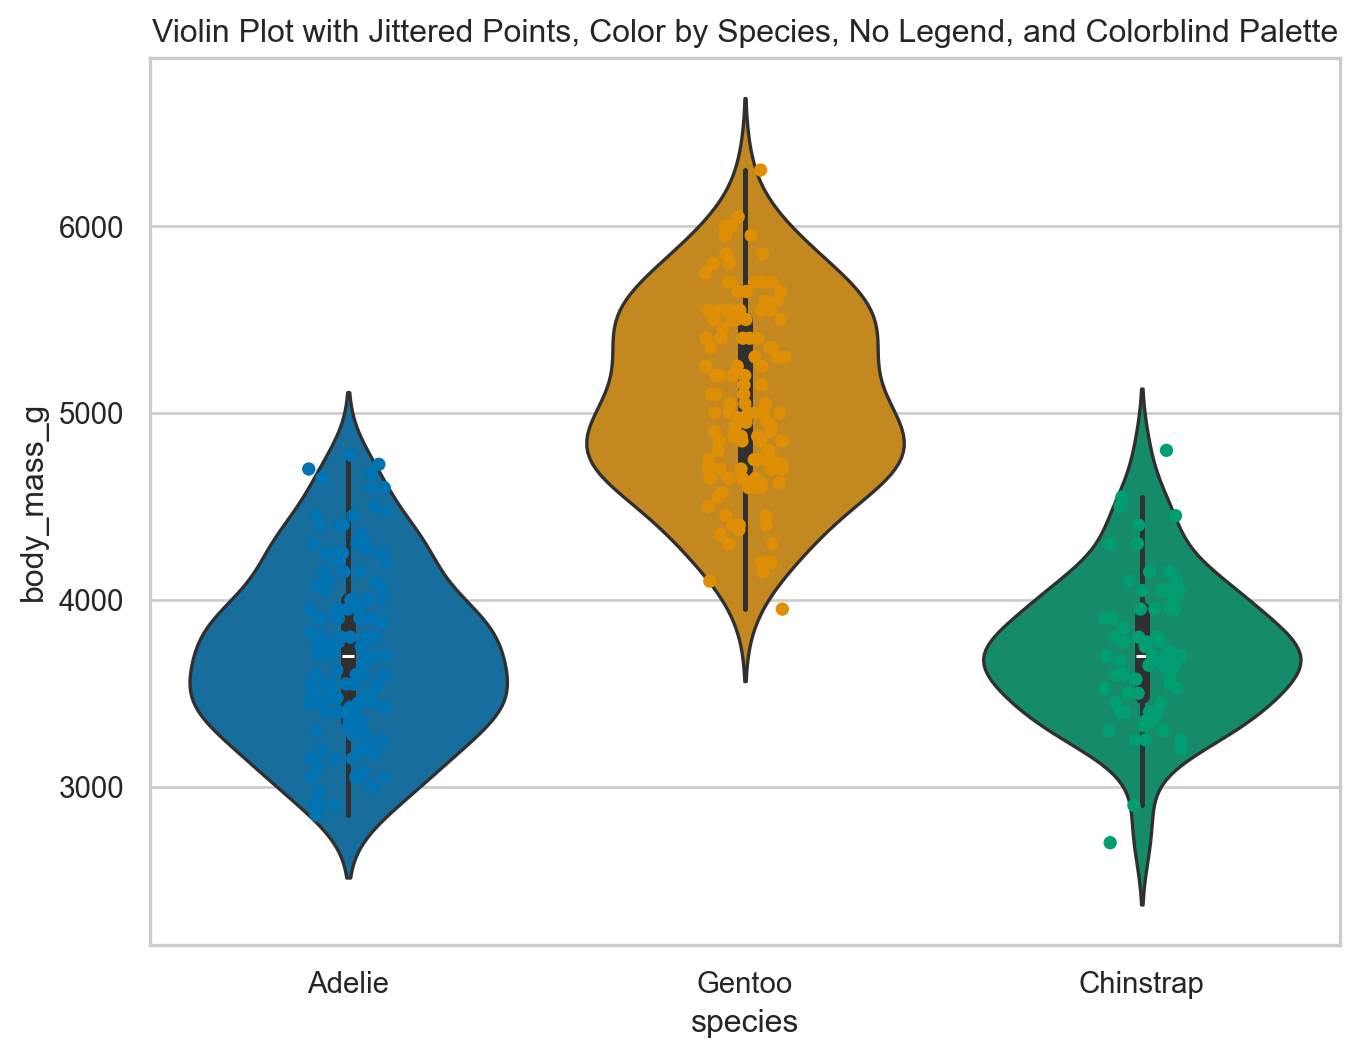 Violin Plot with Jittered Points, Color by Species, No Legend, and Colorblind Palette
body_mass_g
6000
5000
4000
3000
Adelie
Gentoo
Chinstrap
species